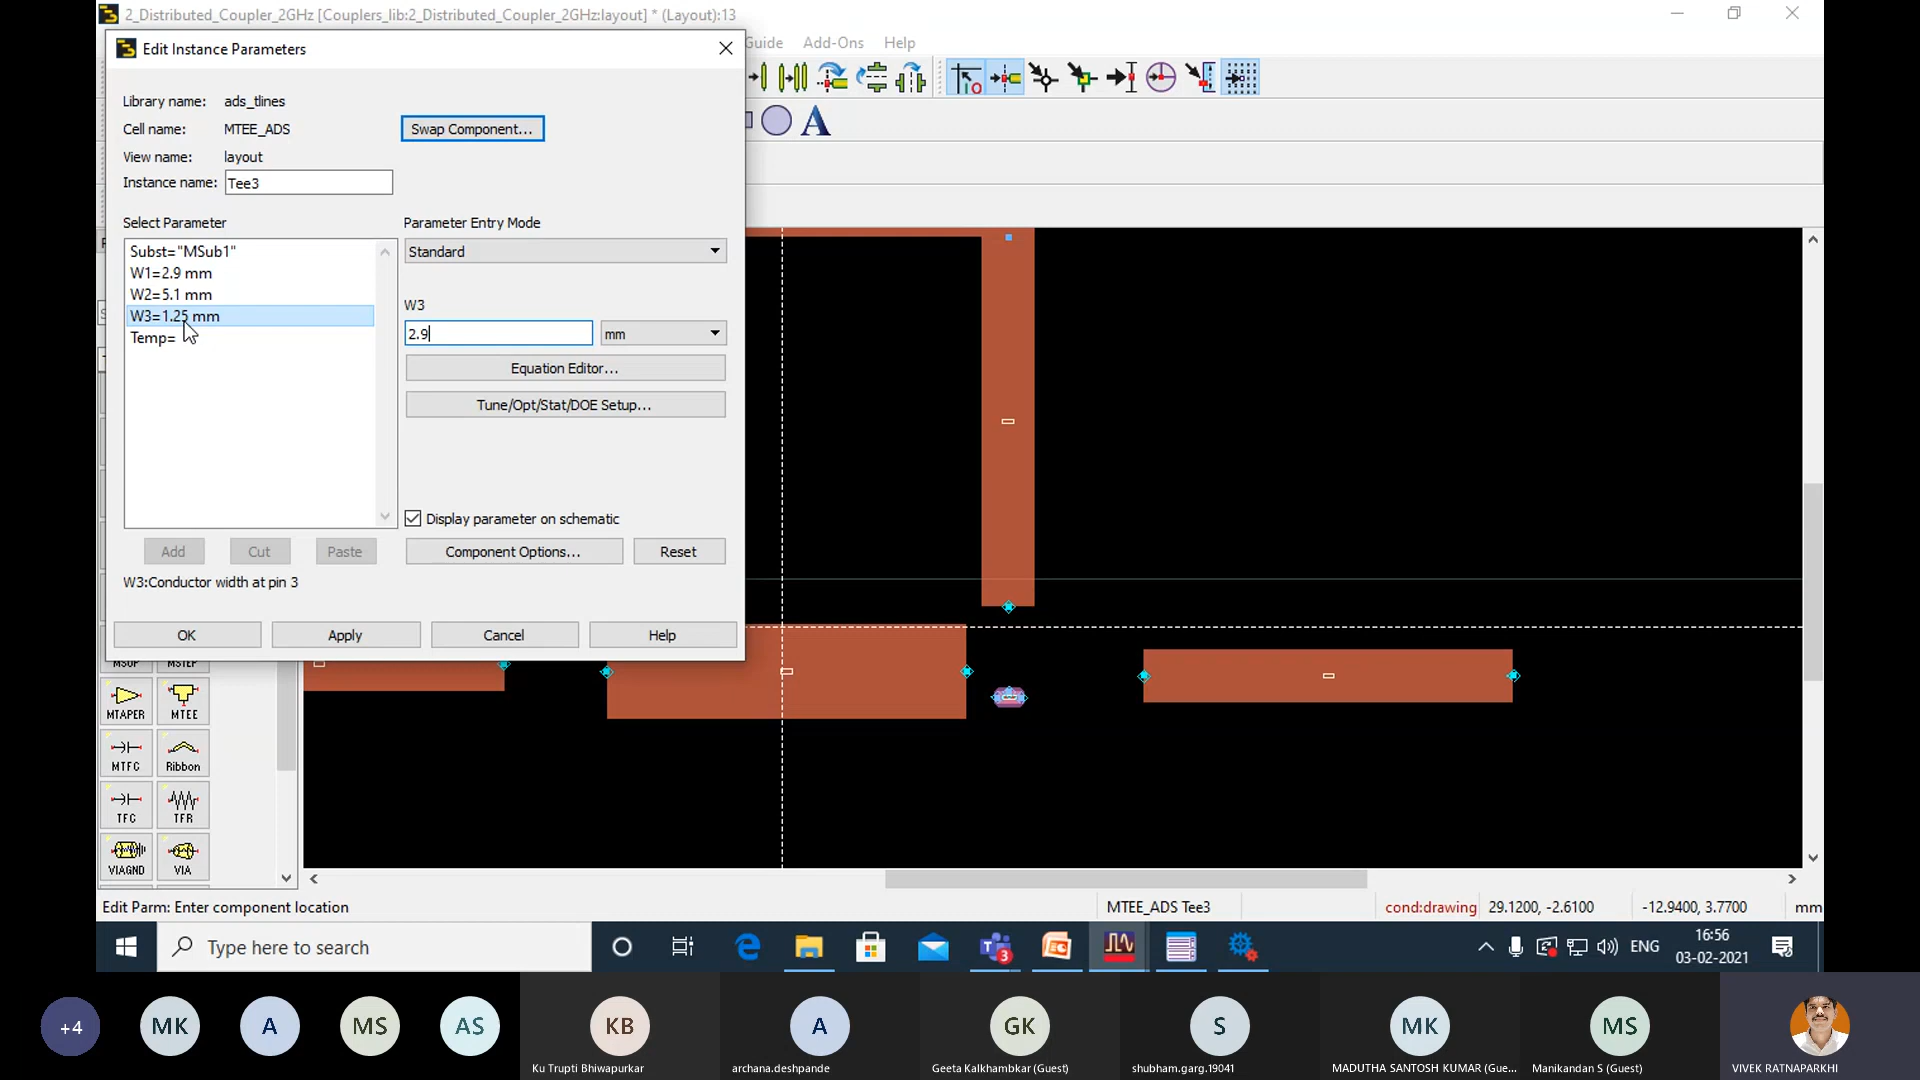 2_Distributed_Coupler_2GHz [Couplers_lib:2_Distributed_Coupler_2GHz:layout] * (Layout):13
Edit Instance Parameters
Guide Add-Ons Help
Library name: ads_tlines
Cell name: MTEE_ADS
Swap Component...
View name: layout
Instance name: Tee3
Select Parameter
Parameter Entry Mode
Subst="MSub1"
Standard
W1=2.9 mm
W2=5.1 mm
W3
W3=1.25 mm
2.9 mm
Temp=
Equation Editor...
Tune/Opt/Stat/DOE Setup...
Display parameter on schematic
Add Cut Paste
Component Options... Reset
W3:Conductor width at pin 3
OK Apply Cancel Help
MTAPER MTEE
MTFC Ribbon
TFC TFR
VIAGND VIA
Edit Parm: Enter component location
MTEE_ADS Tee3
cond:drawing
29.1200, -2.6100
-12.9400, 3.7700
mm
Type here to search
3
ENG
16:56
03-02-2021
+4 MK A MS AS KB A GK S MK MS
Ku Trupti Bhiwapurkar
archana.deshpande
Geeta Kalkhambkar (Guest)
shubham.garg.19041
MADUTHA SANTOSH KUMAR (Gue...
Manikandan S (Guest)
VIVEK RATNAPARKHI